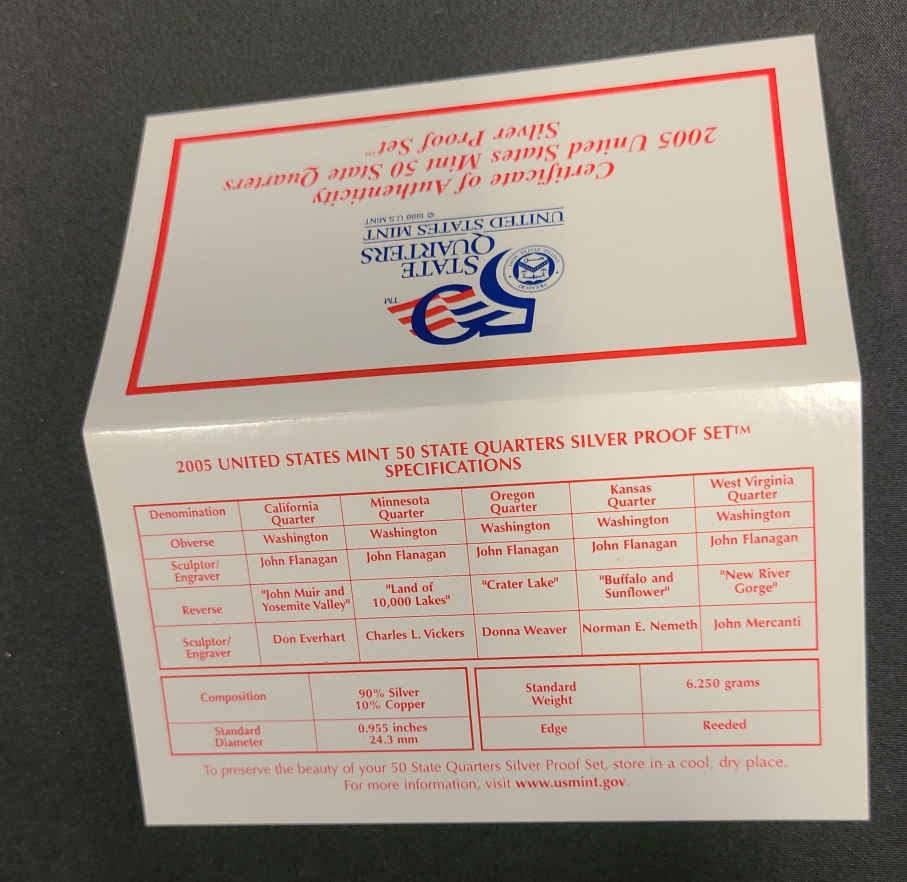 Certificate of Authenticity
2005 United States Mint 50 State Quarters
Silver Proof Set™
50
TM
STATE
QUARTERS
UNITED STATES MINT
© 1998 U.S. MINT
2005 UNITED STATES MINT 50 STATE QUARTERS SILVER PROOF SET™
SPECIFICATIONS
Denomination California Quarter Minnesota Quarter Oregon Quarter Kansas Quarter West Virginia Quarter
Obverse Washington Washington Washington Washington Washington
Sculptor/ Engraver John Flanagan John Flanagan John Flanagan John Flanagan John Flanagan
Reverse "John Muir and Yosemite Valley" "Land of 10,000 Lakes" "Crater Lake" "Buffalo and Sunflower" "New River Gorge"
Sculptor/ Engraver Don Everhart Charles L. Vickers Donna Weaver Norman E. Nemeth John Mercanti
Composition 90% Silver 10% Copper Standard Weight 6.250 grams
Standard Diameter 0.955 inches 24.3 mm Edge Reeded
To preserve the beauty of your 50 State Quarters Silver Proof Set, store in a cool, dry place.
For more information, visit www.usmint.gov.